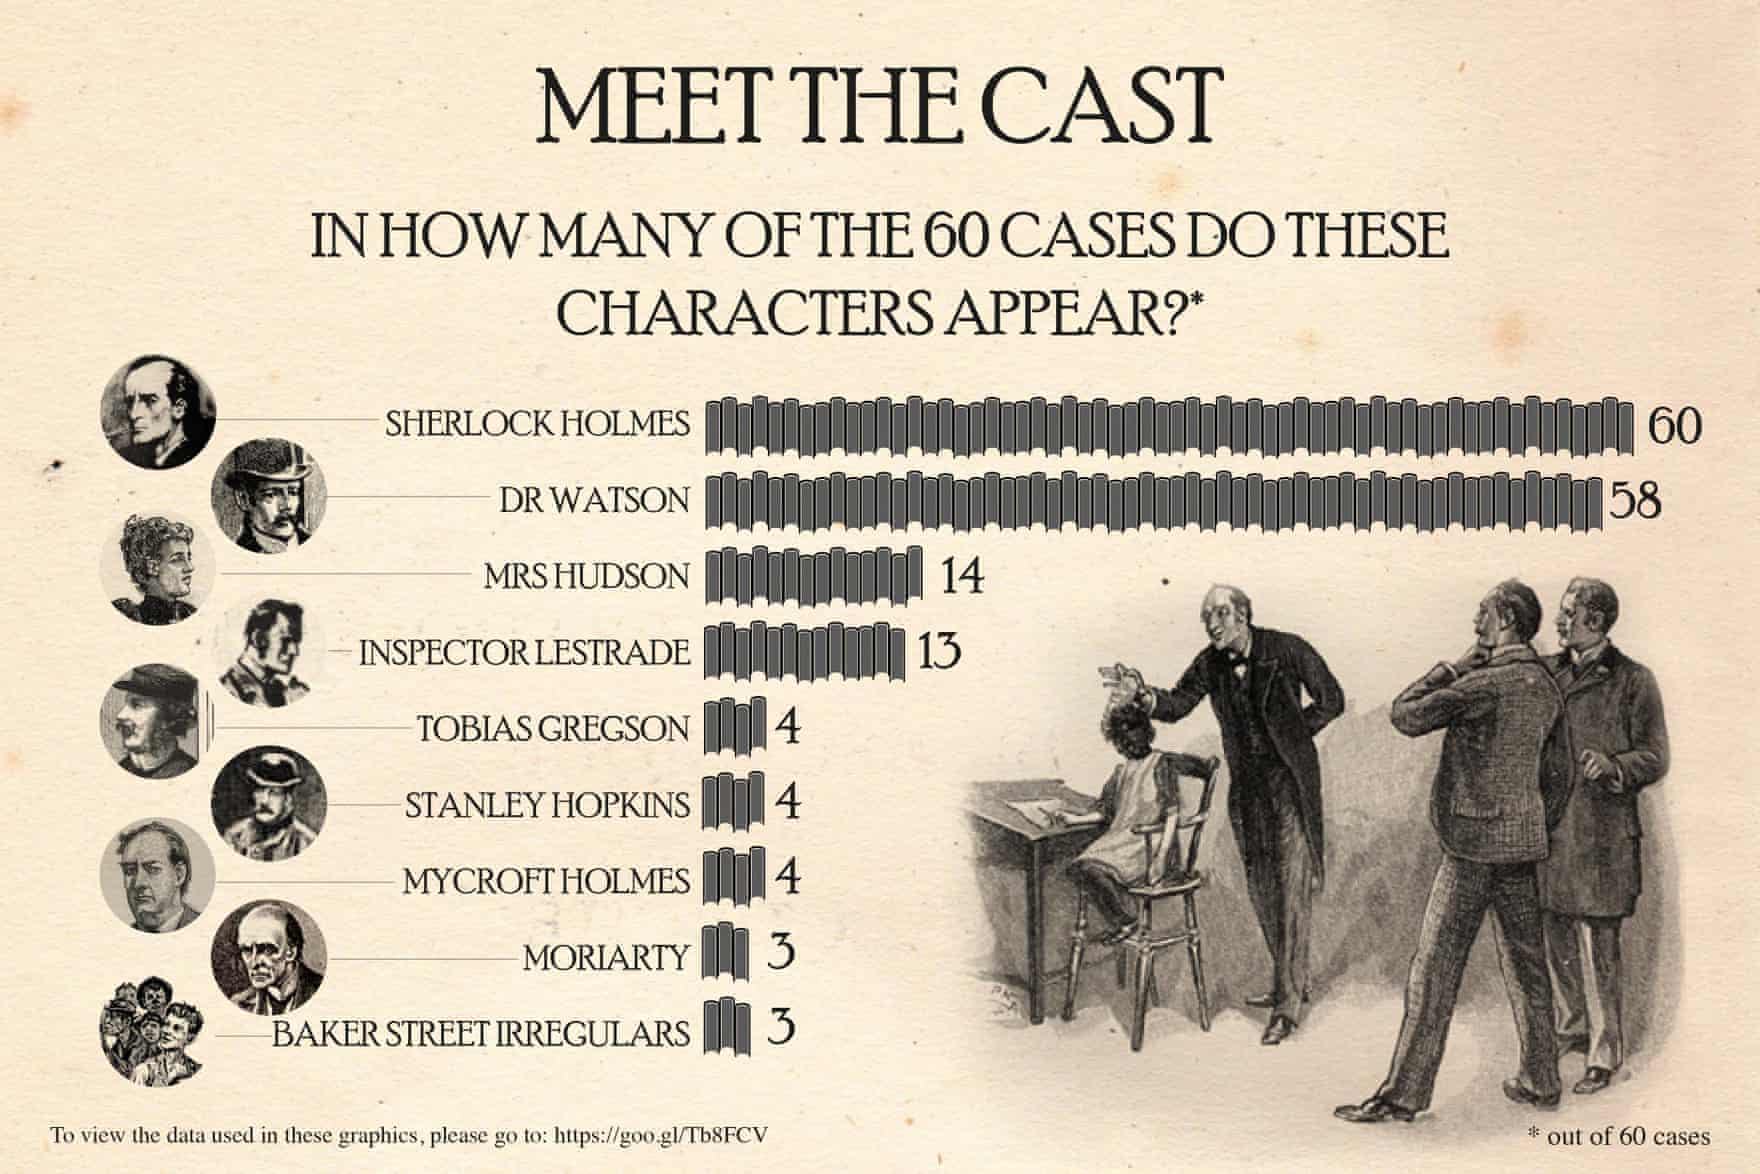 MEET THE CAST
IN HOW MANY OF THE 60 CASES DO THESE
CHARACTERS APPEAR?*
SHERLOCK HOLMES 60
DR WATSON 58
MRS HUDSON 14
INSPECTOR LESTRADE 13
TOBIAS GREGSON 4
STANLEY HOPKINS 4
MYCROFT HOLMES 4
MORIARTY 3
BAKER STREET IRREGULARS 3
To view the data used in these graphics, please go to: https://goo.gl/Tb8FCV
* out of 60 cases